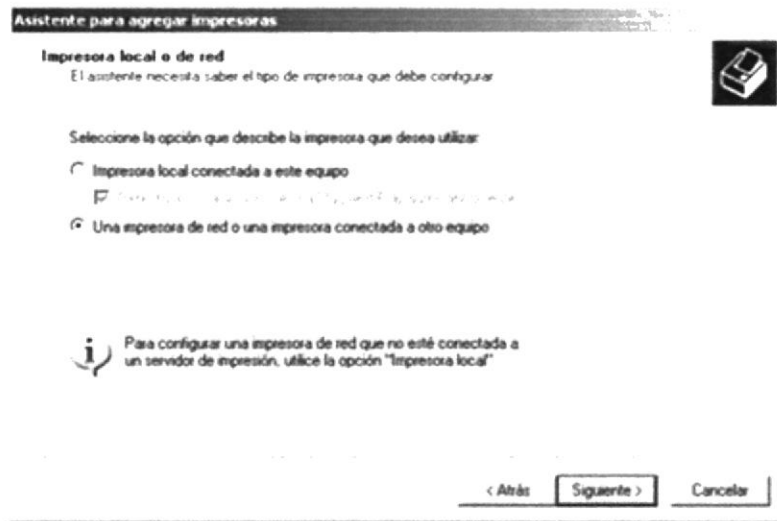 Asistente para agregar impresoras
Impresora local o de red
El asistente necesita saber el tipo de impresora que debe configurar
Seleccione la opción que describe la impresora que desea utilizar:
Impresora local conectada a este equipo
Una impresora de red o una impresora conectada a otro equipo
Para configurar una impresora de red que no esté conectada a
un servidor de impresión, utilice la opción "Impresora local"
< Atrás
Siguiente >
Cancelar